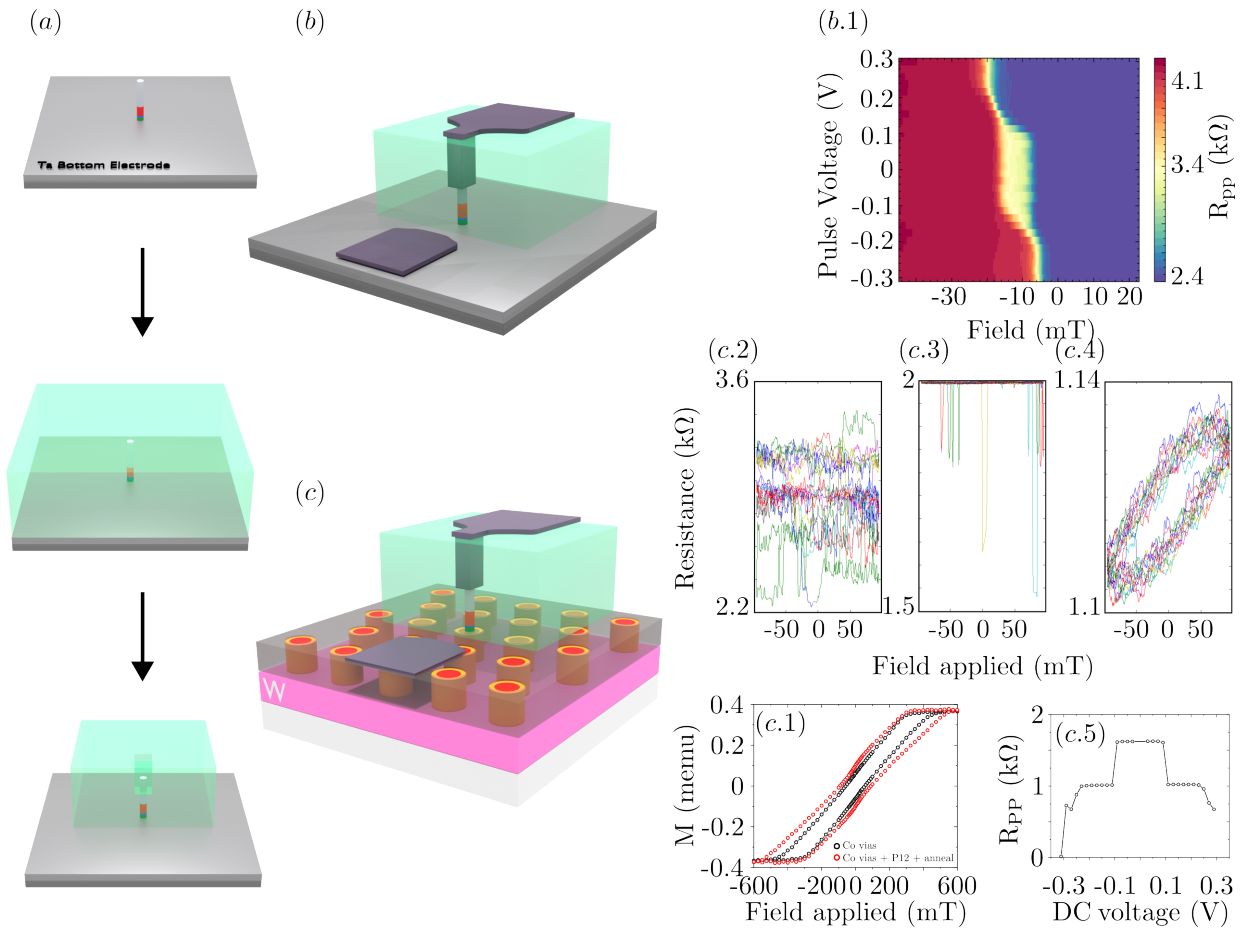 (a)
Ta Bottom Electrode
(b)
(c)
W
(b.1)
Pulse Voltage (V)
0.3
0.2
0.1
0
-0.1
-0.2
-0.3
-30
-10
0
10
20
Field (mT)
4.1
3.4
2.4
Rpp (kΩ)
(c.2)
3.6
2.2
-50
0
50
Resistance (kΩ)
(c.3)
2
1.5
-50
0
50
Field applied (mT)
(c.4)
1.14
1.1
-50
0
50
(c.1)
M (memu)
0.4
0.2
0
-0.2
-0.4
Co vias
Co vias + P12 + anneal
-600
-200
0
200
600
Field applied (mT)
(c.5)
RPP (kΩ)
2
1
0
-0.3
-0.1
0.1
0.3
DC voltage (V)